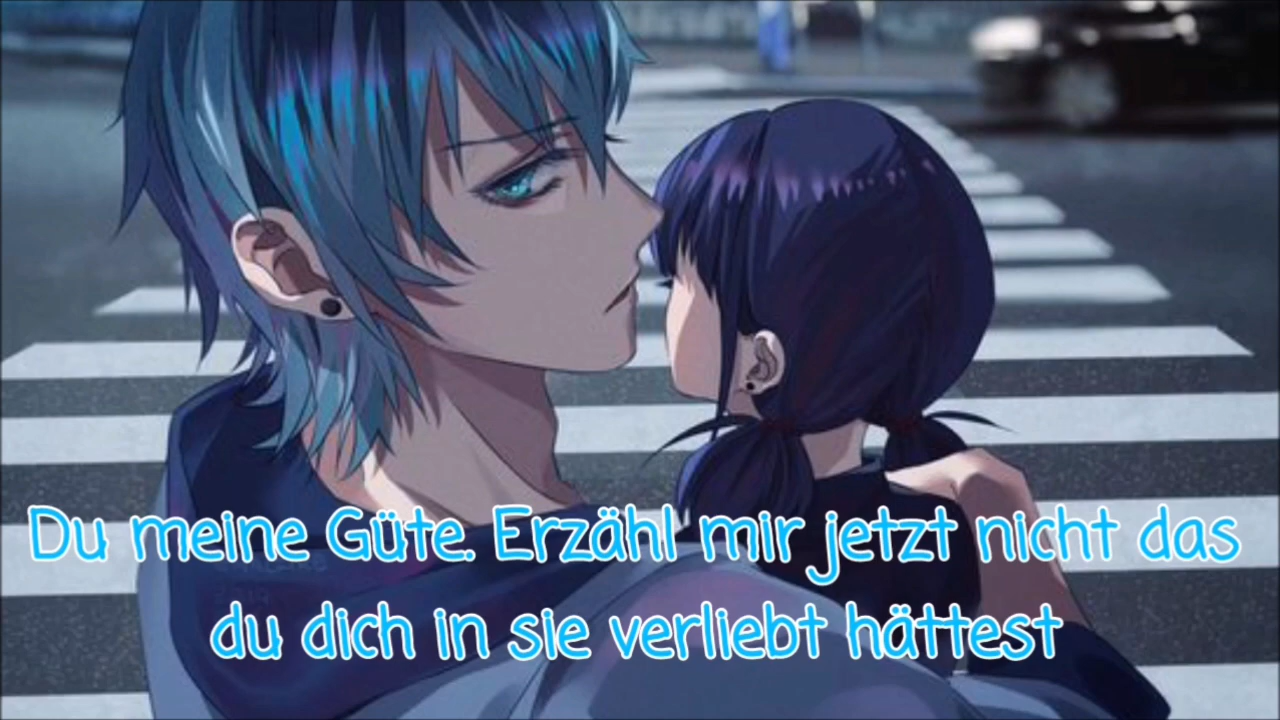 Du meine Güte. Erzähl mir jetzt nicht das
du dich in sie verliebt hättest